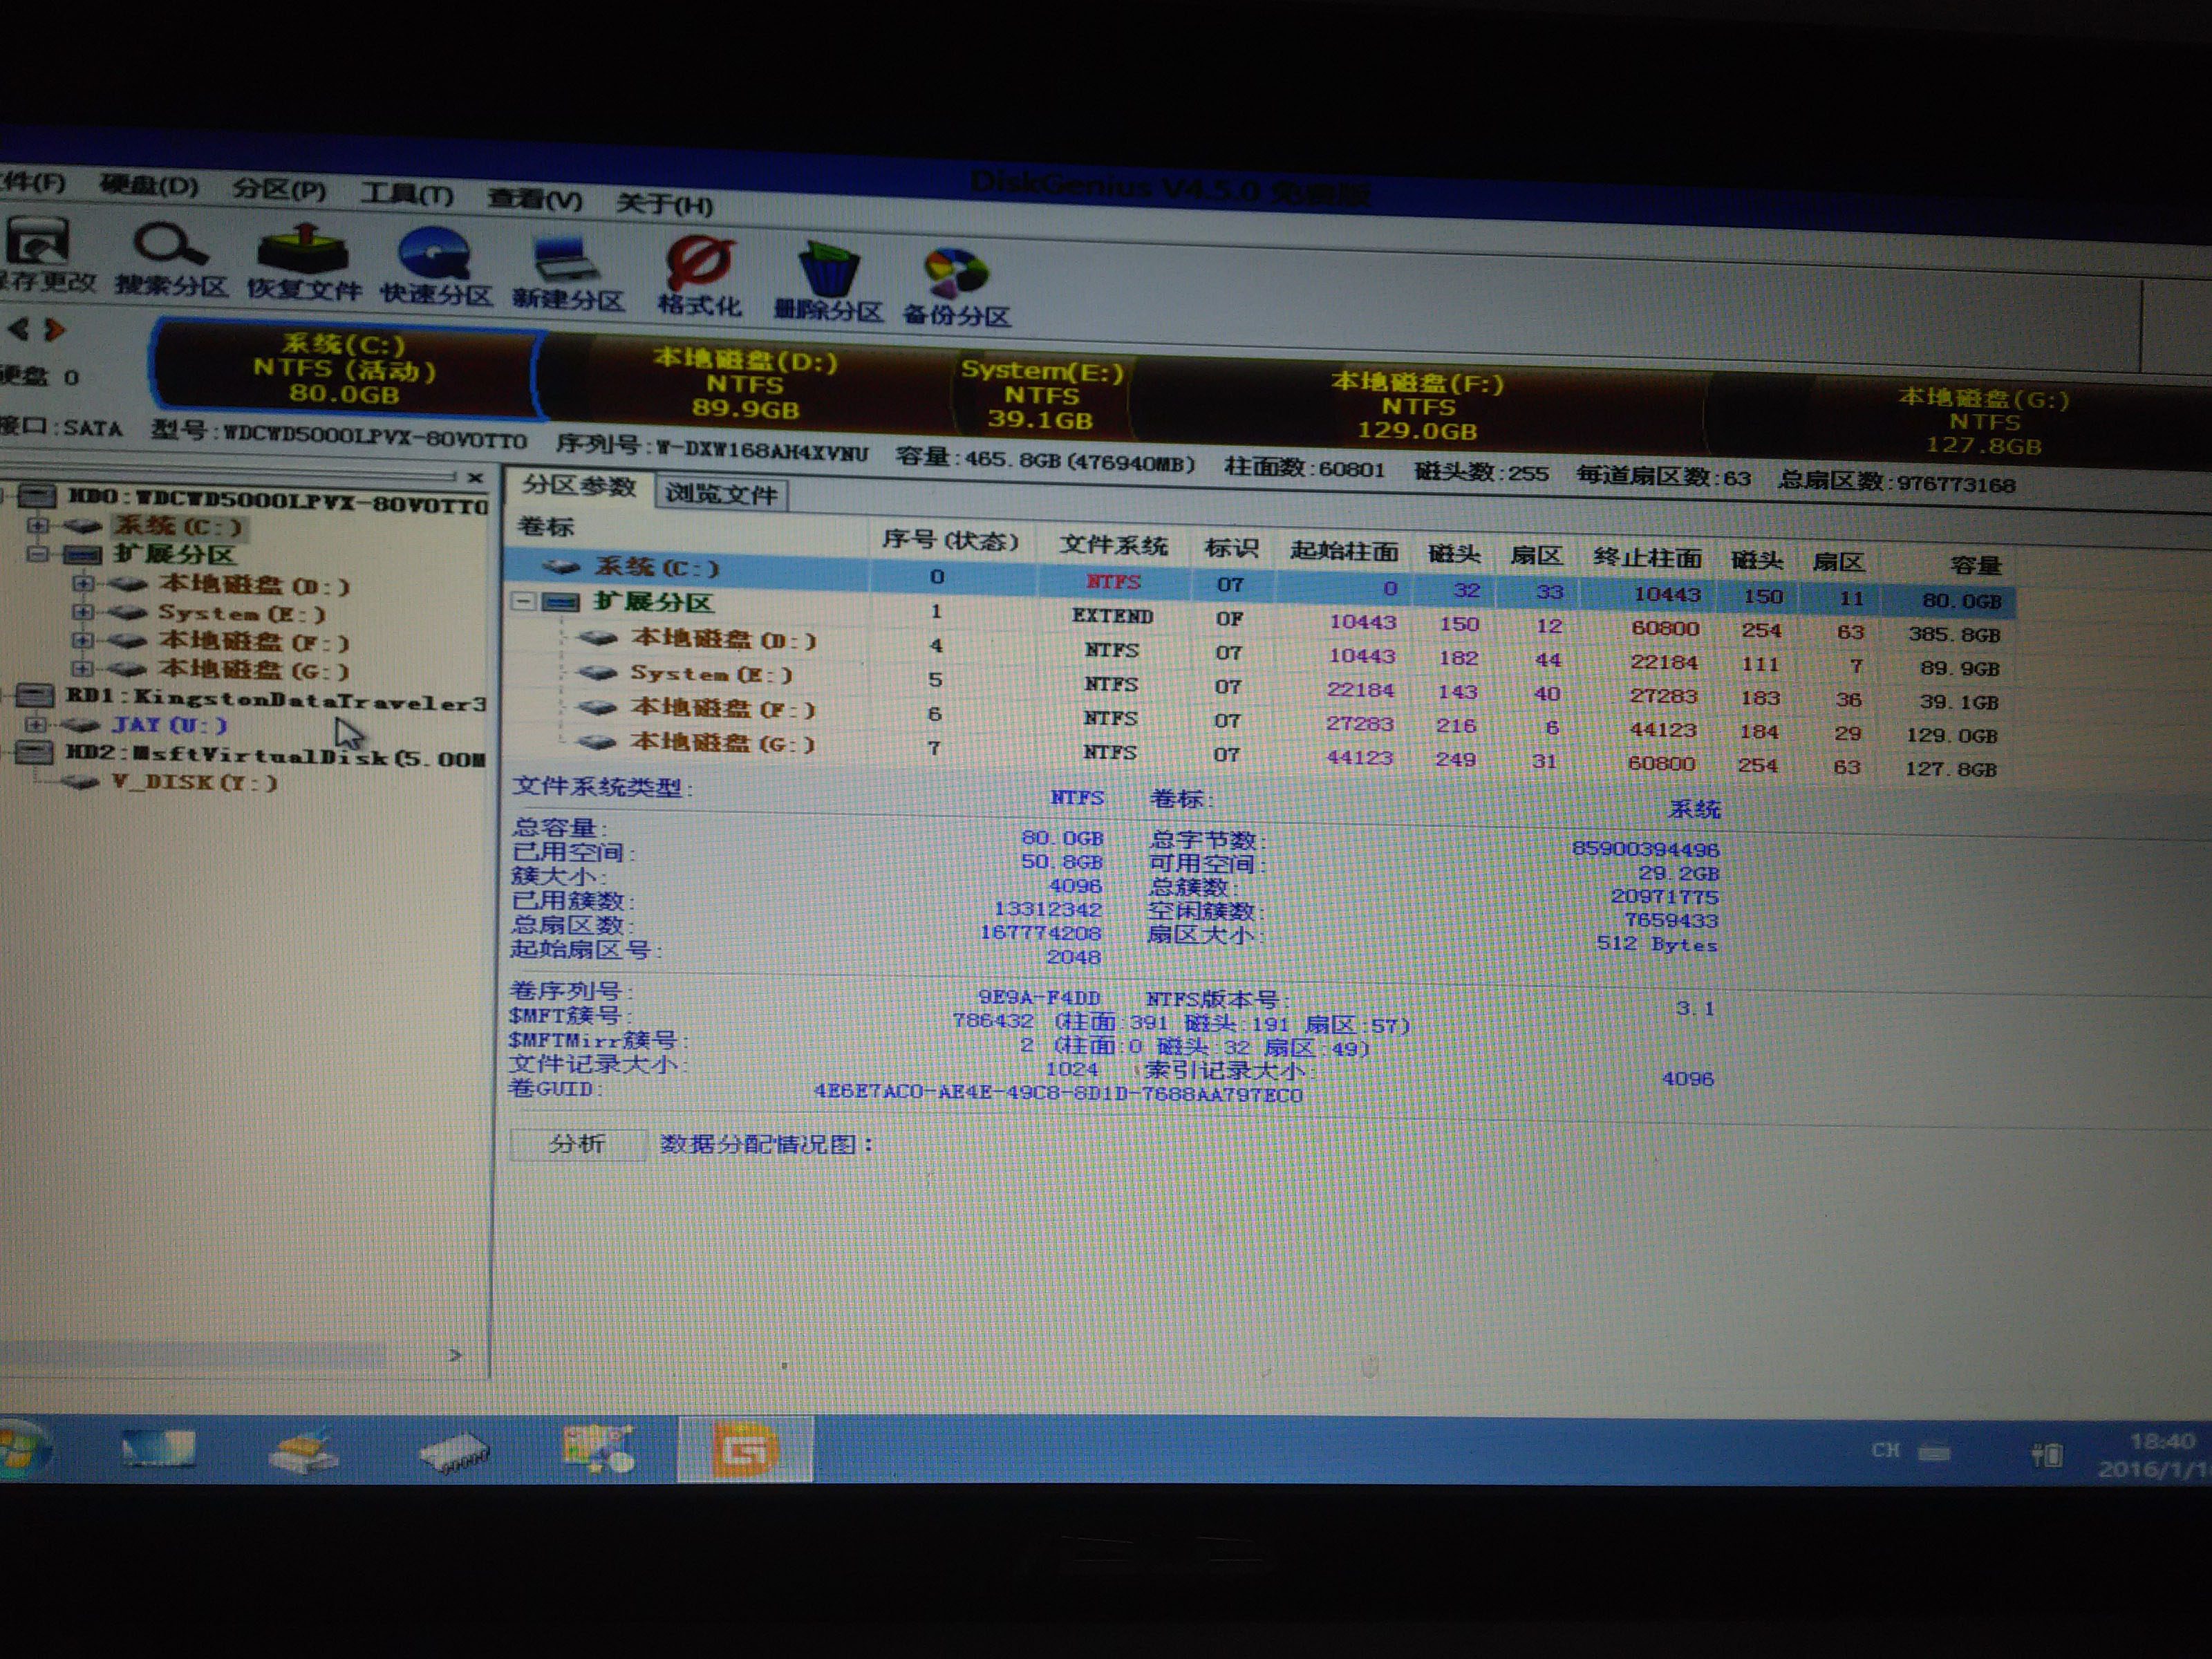 件(F) 硬盘(D) 分区(P) 工具(T) 查看(V) 关于(H)
DiskGenius V4.5.0 免费版
保存更改 搜索分区 恢复文件 快速分区 新建分区 格式化 删除分区 备份分区
硬盘 0
系统(C:)
NTFS (活动)
80.0GB
本地磁盘(D:)
NTFS
89.9GB
System(E:)
NTFS
39.1GB
本地磁盘(F:)
NTFS
129.0GB
本地磁盘(G:)
NTFS
127.8GB
接口:SATA 型号:WDCWD5000LPVX-80V0TT0 序列号:W-DXW168AH4XVNU 容量:465.8GB(476940MB) 柱面数:60801 磁头数:255 每道扇区数:63 总扇区数:976773168
HD0:WDCWD5000LPVX-80V0TT0
系统(C:)
扩展分区
本地磁盘(D:)
System(E:)
本地磁盘(F:)
本地磁盘(G:)
RD1:KingstonDataTraveler3
JAY(U:)
HD2:MsftVirtualDisk(5.00M
V_DISK(Y:)
分区参数 浏览文件
卷标 序号(状态) 文件系统 标识 起始柱面 磁头 扇区 终止柱面 磁头 扇区 容量
系统(C:) 0 NTFS 07 0 32 33 10443 150 11 80.0GB
扩展分区 1 EXTEND 0F 10443 150 12 60800 254 63 385.8GB
本地磁盘(D:) 4 NTFS 07 10443 182 44 22184 111 7 89.9GB
System(E:) 5 NTFS 07 22184 143 40 27283 183 36 39.1GB
本地磁盘(F:) 6 NTFS 07 27283 216 6 44123 184 29 129.0GB
本地磁盘(G:) 7 NTFS 07 44123 249 31 60800 254 63 127.8GB
文件系统类型: NTFS 卷标: 系统
总容量: 80.0GB 总字节数: 85900394496
已用空间: 50.8GB 可用空间: 29.2GB
簇大小: 4096 总簇数: 20971775
已用簇数: 13312342 空闲簇数: 7659433
总扇区数: 167774208 扇区大小: 512 Bytes
起始扇区号: 2048
卷序列号: 9E9A-F4DD NTFS版本号: 3.1
$MFT簇号: 786432 (柱面:391 磁头:191 扇区:57)
$MFTMirr簇号: 2 (柱面:0 磁头:32 扇区:49)
文件记录大小: 1024 索引记录大小: 4096
卷GUID: 4E6E7AC0-AE4E-49C8-8D1D-7688AA797EC0
分析 数据分配情况图:
CH
18:40
2016/1/1